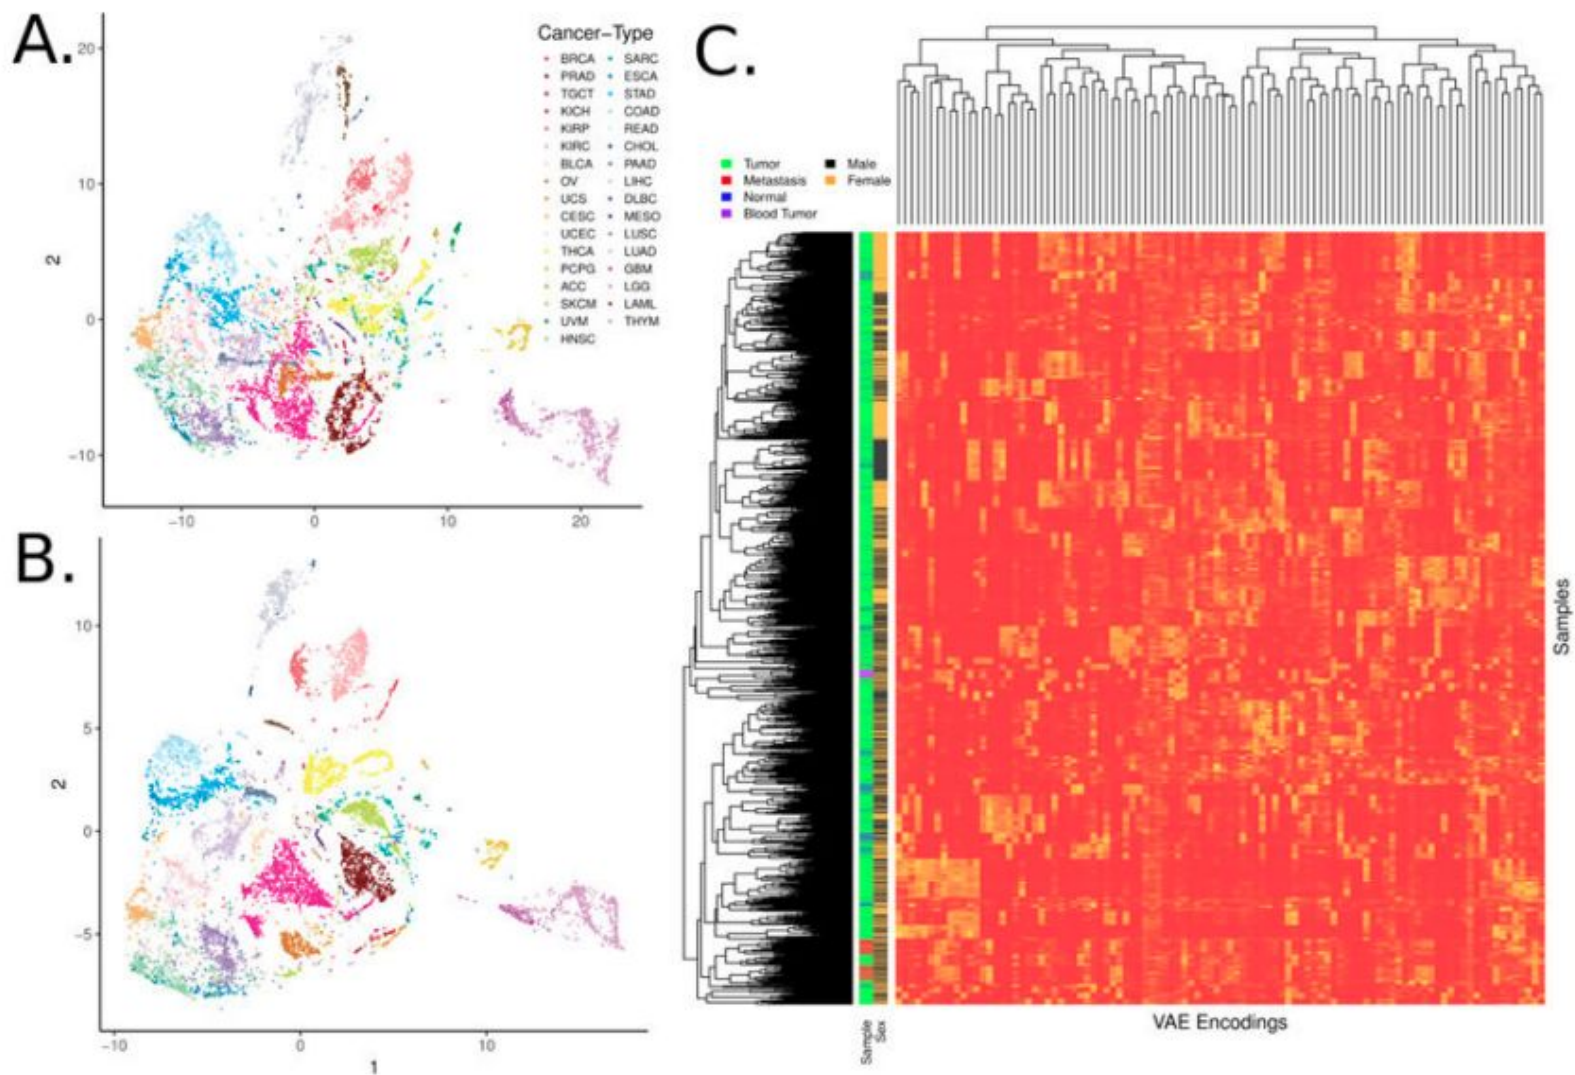 A.
20
10
0
−10
2
−10
0
10
20
Cancer−Type
BRCA SARC
PRAD ESCA
TGCT STAD
KICH COAD
KIRP READ
KIRC CHOL
BLCA PAAD
OV LIHC
UCS DLBC
CESC MESO
UCEC LUSC
THCA LUAD
PCPG GBM
ACC LGG
SKCM LAML
UVM THYM
HNSC
B.
10
5
0
−5
2
−10
0
10
1
C.
Tumor Male
Metastasis Female
Normal
Blood Tumor
Sample
Sex
VAE Encodings
Samples